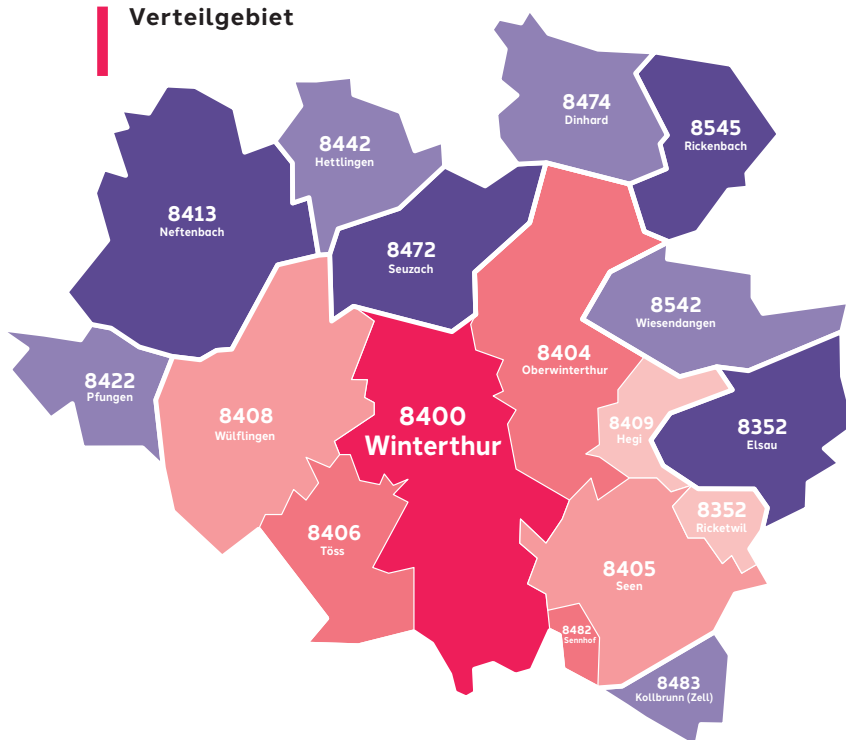 Verteilgebiet
8474
Dinhard
8545
Rickenbach
8442
Hettlingen
8413
Neftenbach
8472
Seuzach
8542
Wiesendangen
8404
Oberwinterthur
8422
Pfungen
8408
Wülflingen
8400
Winterthur
8409
Hegi
8352
Elsau
8352
Ricketwil
8406
Töss
8405
Seen
8482
Sennhof
8483
Kollbrunn (Zell)